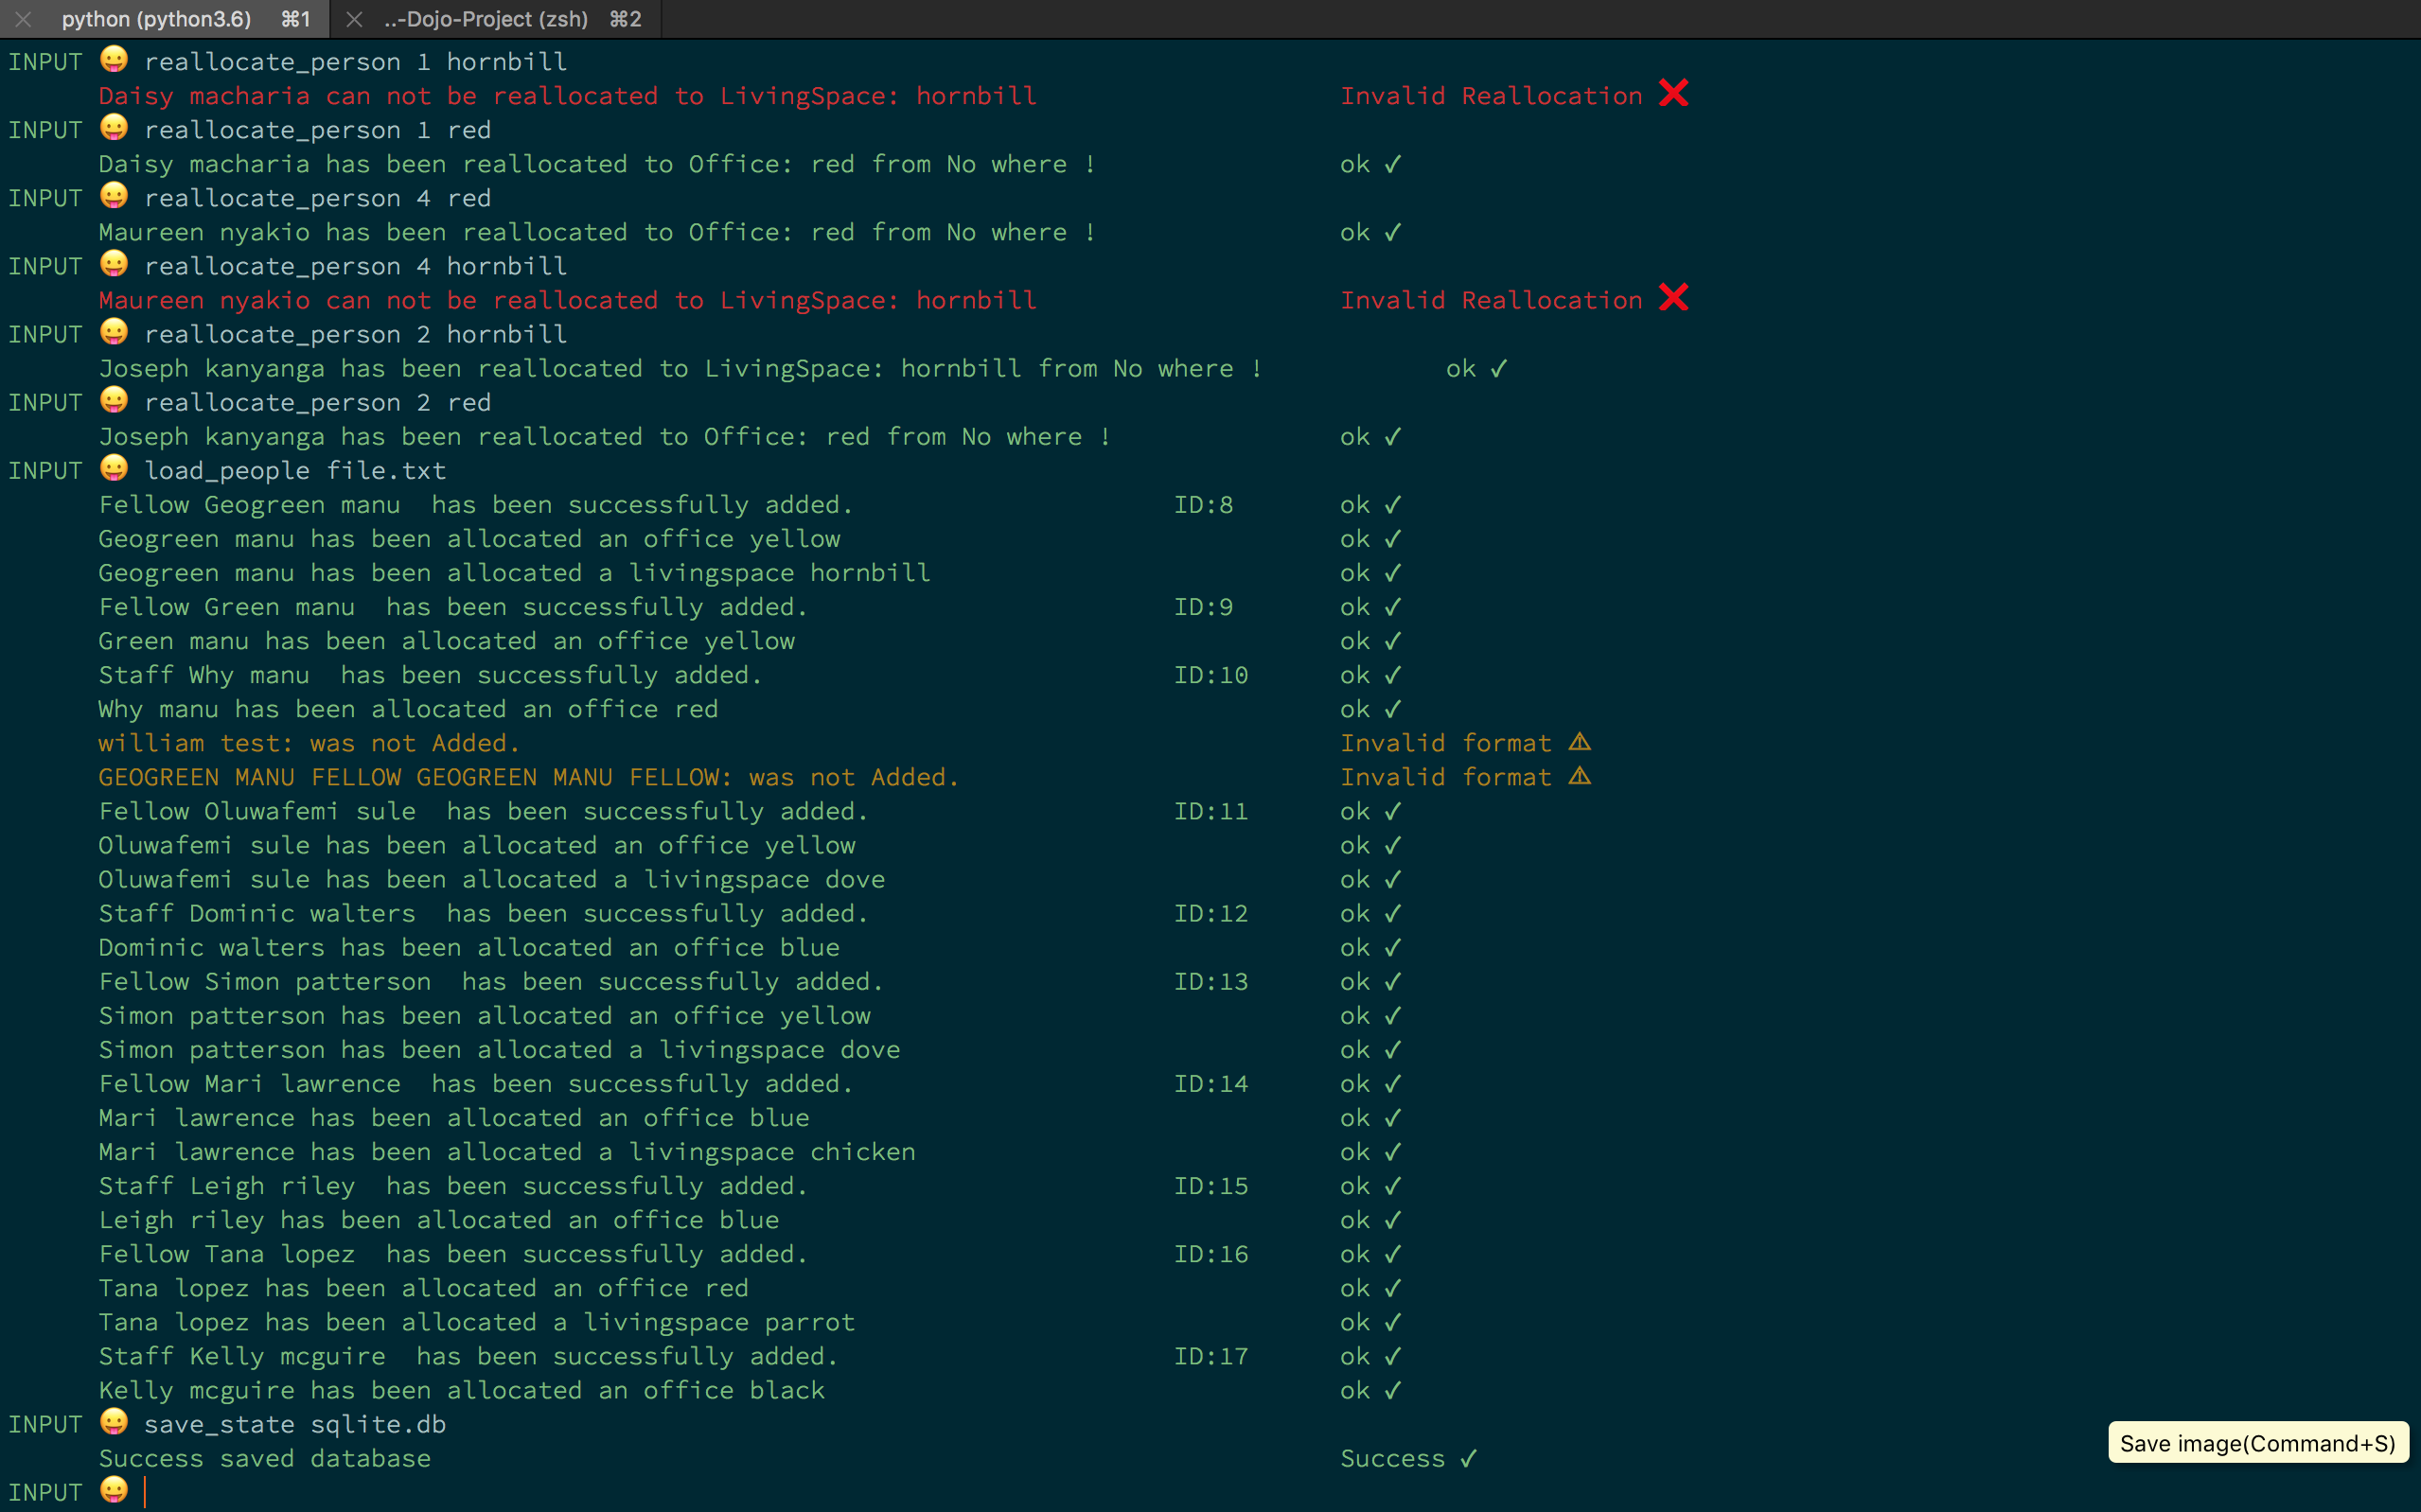 python (python3.6) ⌘1 ..-Dojo-Project (zsh) ⌘2
INPUT 😛 reallocate_person 1 hornbill
Daisy macharia can not be reallocated to LivingSpace: hornbill Invalid Reallocation ❌
INPUT 😛 reallocate_person 1 red
Daisy macharia has been reallocated to Office: red from No where ! ok ✓
INPUT 😛 reallocate_person 4 red
Maureen nyakio has been reallocated to Office: red from No where ! ok ✓
INPUT 😛 reallocate_person 4 hornbill
Maureen nyakio can not be reallocated to LivingSpace: hornbill Invalid Reallocation ❌
INPUT 😛 reallocate_person 2 hornbill
Joseph kanyanga has been reallocated to LivingSpace: hornbill from No where ! ok ✓
INPUT 😛 reallocate_person 2 red
Joseph kanyanga has been reallocated to Office: red from No where ! ok ✓
INPUT 😛 load_people file.txt
Fellow Geogreen manu  has been successfully added. ID:8 ok ✓
Geogreen manu has been allocated an office yellow ok ✓
Geogreen manu has been allocated a livingspace hornbill ok ✓
Fellow Green manu  has been successfully added. ID:9 ok ✓
Green manu has been allocated an office yellow ok ✓
Staff Why manu  has been successfully added. ID:10 ok ✓
Why manu has been allocated an office red ok ✓
william test: was not Added. Invalid format ⚠
GEOGREEN MANU FELLOW GEOGREEN MANU FELLOW: was not Added. Invalid format ⚠
Fellow Oluwafemi sule  has been successfully added. ID:11 ok ✓
Oluwafemi sule has been allocated an office yellow ok ✓
Oluwafemi sule has been allocated a livingspace dove ok ✓
Staff Dominic walters  has been successfully added. ID:12 ok ✓
Dominic walters has been allocated an office blue ok ✓
Fellow Simon patterson  has been successfully added. ID:13 ok ✓
Simon patterson has been allocated an office yellow ok ✓
Simon patterson has been allocated a livingspace dove ok ✓
Fellow Mari lawrence  has been successfully added. ID:14 ok ✓
Mari lawrence has been allocated an office blue ok ✓
Mari lawrence has been allocated a livingspace chicken ok ✓
Staff Leigh riley  has been successfully added. ID:15 ok ✓
Leigh riley has been allocated an office blue ok ✓
Fellow Tana lopez  has been successfully added. ID:16 ok ✓
Tana lopez has been allocated an office red ok ✓
Tana lopez has been allocated a livingspace parrot ok ✓
Staff Kelly mcguire  has been successfully added. ID:17 ok ✓
Kelly mcguire has been allocated an office black ok ✓
INPUT 😛 save_state sqlite.db
Success saved database Success ✓
Save image(Command+S)
INPUT 😛